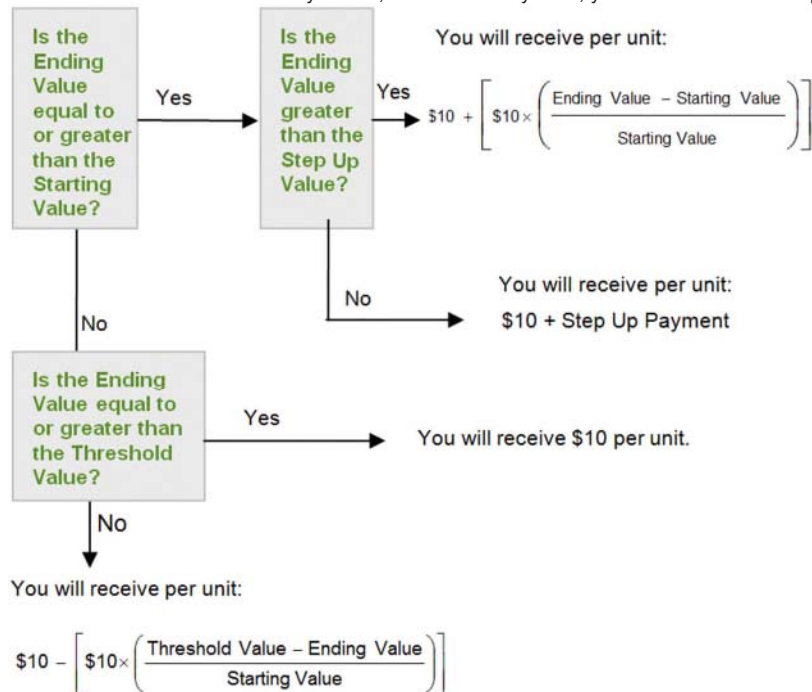 Is the
Ending
Value
equal to
or greater
than the
Starting
Value?
Yes
Is the
Ending
Value
greater
than the
Step Up
Value?
Yes
You will receive per unit:
$10 + [ $10 × ( Ending Value – Starting Value
Starting Value ) ]
No
You will receive per unit:
$10 + Step Up Payment
No
Is the Ending
Value equal to
or greater than
the Threshold
Value?
Yes
You will receive $10 per unit.
No
You will receive per unit:
$10 – [ $10× ( Threshold Value – Ending Value
Starting Value ) ]